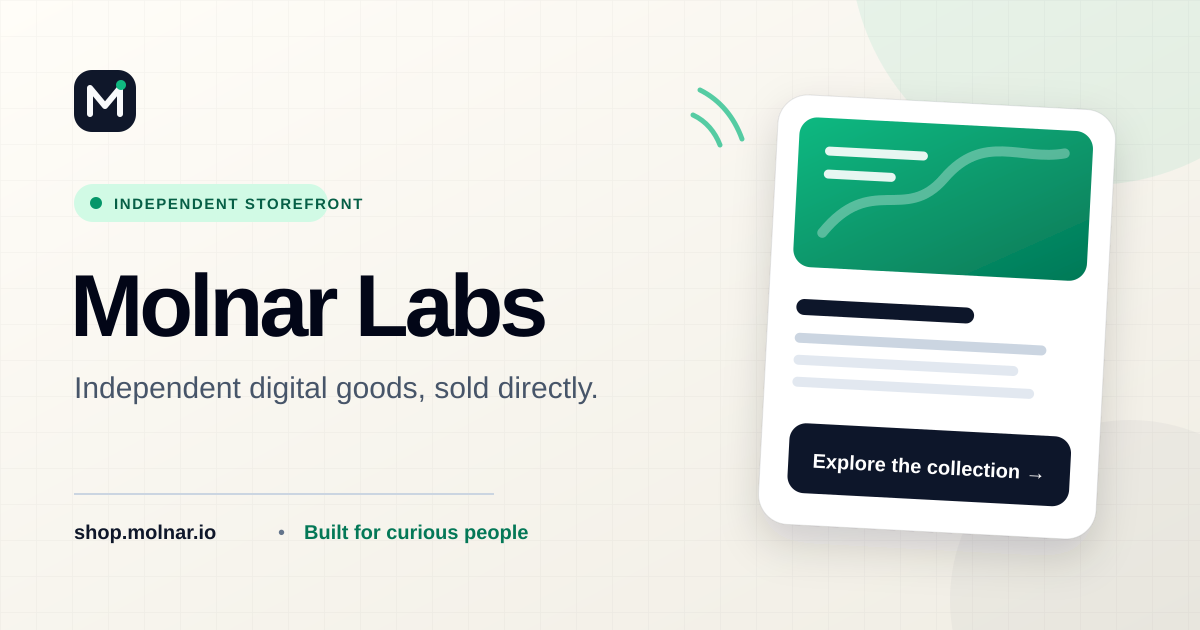 M
INDEPENDENT STOREFRONT
Molnar Labs
Independent digital goods, sold directly.
shop.molnar.io • Built for curious people
Explore the collection →